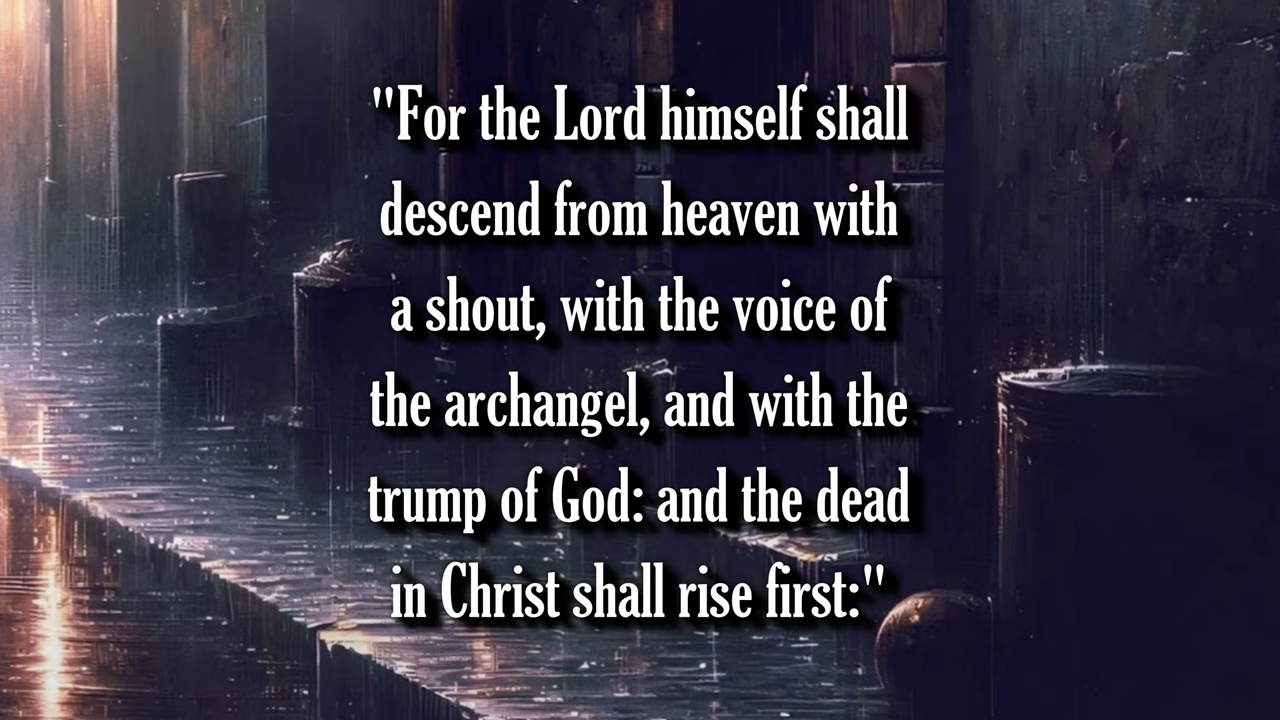 "For the Lord himself shall
descend from heaven with
a shout, with the voice of
the archangel, and with the
trump of God: and the dead
in Christ shall rise first:"